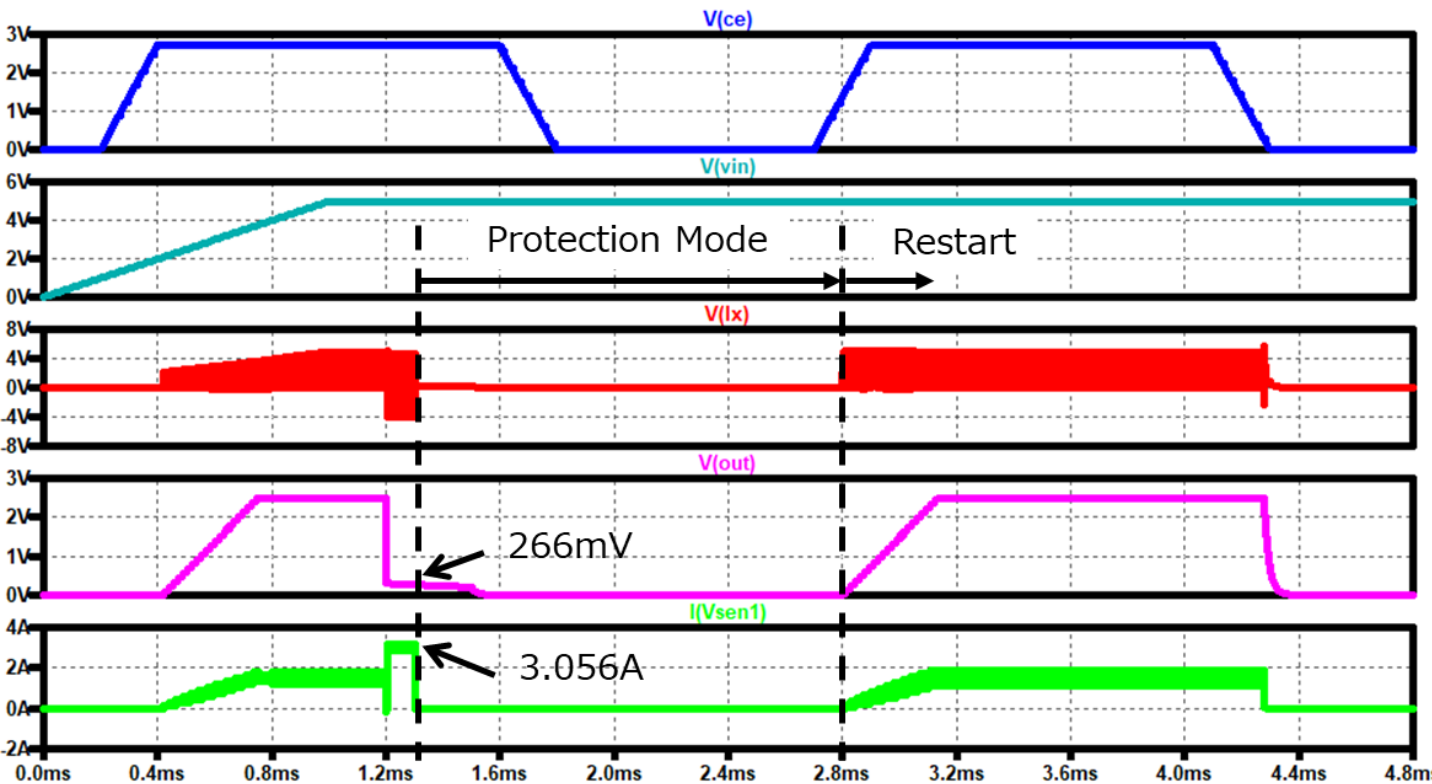 V(ce)
3V
2V
1V
0V
V(vin)
6V
4V
2V
0V
Protection Mode
Restart
V(lx)
8V
4V
0V
-4V
-8V
V(out)
3V
2V
1V
0V
266mV
I(Vsen1)
4A
2A
0A
-2A
3.056A
0.0ms 0.4ms 0.8ms 1.2ms 1.6ms 2.0ms 2.4ms 2.8ms 3.2ms 3.6ms 4.0ms 4.4ms 4.8ms